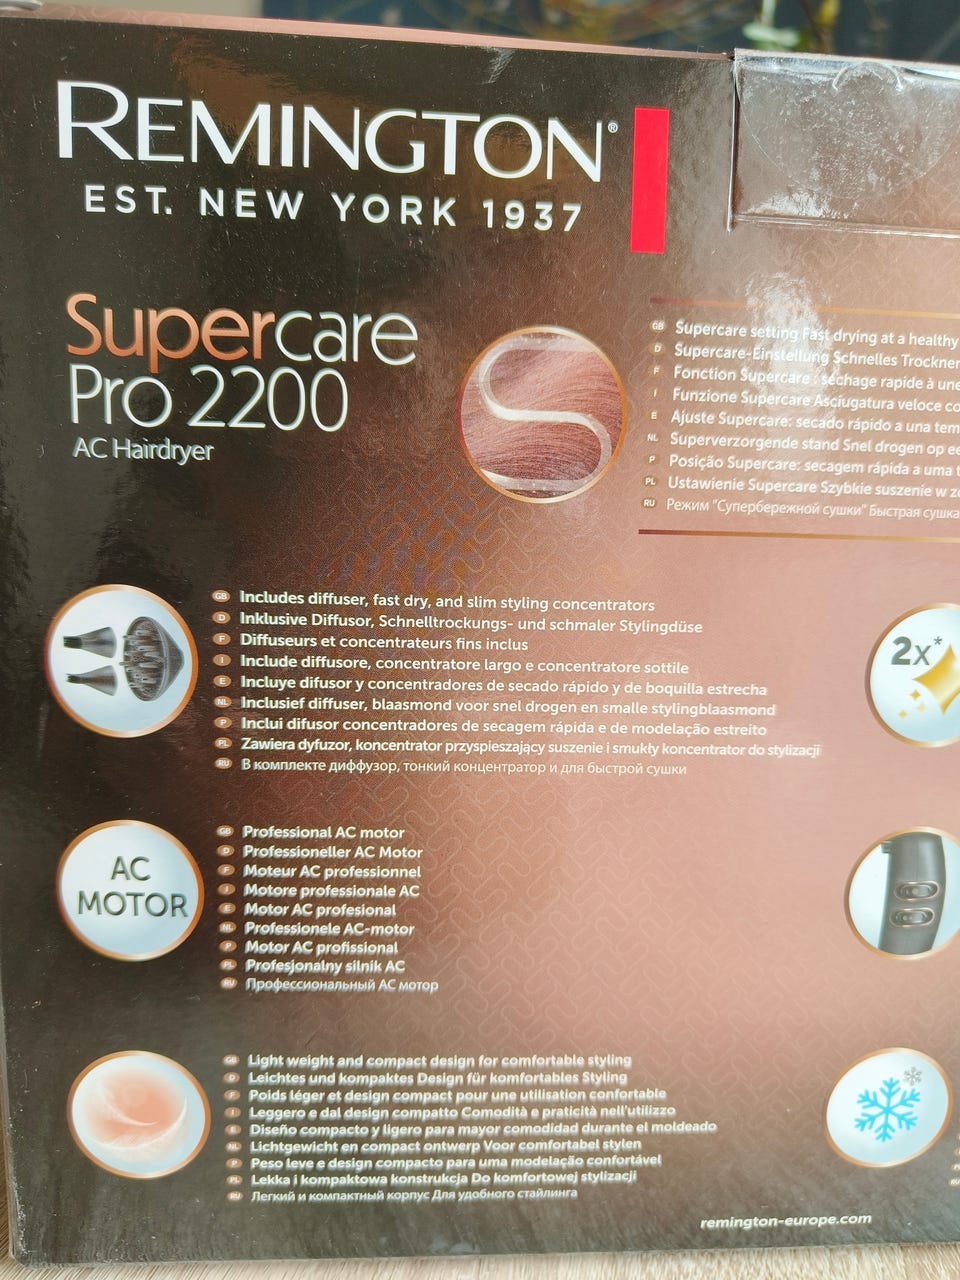 REMINGTON®
EST. NEW YORK 1937
Supercare
Pro 2200
AC Hairdryer
GB Supercare setting Fast drying at a healthy
D Supercare-Einstellung Schnelles Trockner
F Fonction Supercare : séchage rapide à une
I Funzione Supercare Asciugatura veloce co
E Ajuste Supercare: secado rápido a una tem
NL Superverzorgende stand Snel drogen op ee
P Posição Supercare: secagem rápida a uma t
PL Ustawienie Supercare Szybkie suszenie w z
RU Режим "Супербережной сушки" Быстрая сушка
GB Includes diffuser, fast dry, and slim styling concentrators
D Inklusive Diffusor, Schnelltrockungs- und schmaler Stylingdüse
F Diffuseurs et concentrateurs fins inclus
I Include diffusore, concentratore largo e concentratore sottile
E Incluye difusor y concentradores de secado rápido y de boquilla estrecha
NL Inclusief diffuser, blaasmond voor snel drogen en smalle stylingblaasmond
P Inclui difusor concentradores de secagem rápida e de modelação estreito
PL Zawiera dyfuzor, koncentrator przyspieszający suszenie i smukły koncentrator do stylizacji
RU В комплекте диффузор, тонкий концентратор и для быстрой сушки
2x*
AC
MOTOR
GB Professional AC motor
D Professioneller AC Motor
F Moteur AC professionnel
I Motore professionale AC
E Motor AC profesional
NL Professionele AC-motor
P Motor AC profissional
PL Profesjonalny silnik AC
RU Профессиональный АС мотор
GB Light weight and compact design for comfortable styling
D Leichtes und kompaktes Design für komfortables Styling
F Poids léger et design compact pour une utilisation confortable
I Leggero e dal design compatto Comodità e praticità nell'utilizzo
E Diseño compacto y ligero para mayor comodidad durante el moldeado
NL Lichtgewicht en compact ontwerp Voor comfortabel stylen
P Peso leve e design compacto para uma modelação confortável
PL Lekka i kompaktowa konstrukcja Do komfortowej stylizacji
RU Легкий и компактный корпус Для удобного стайлинга
remington-europe.com